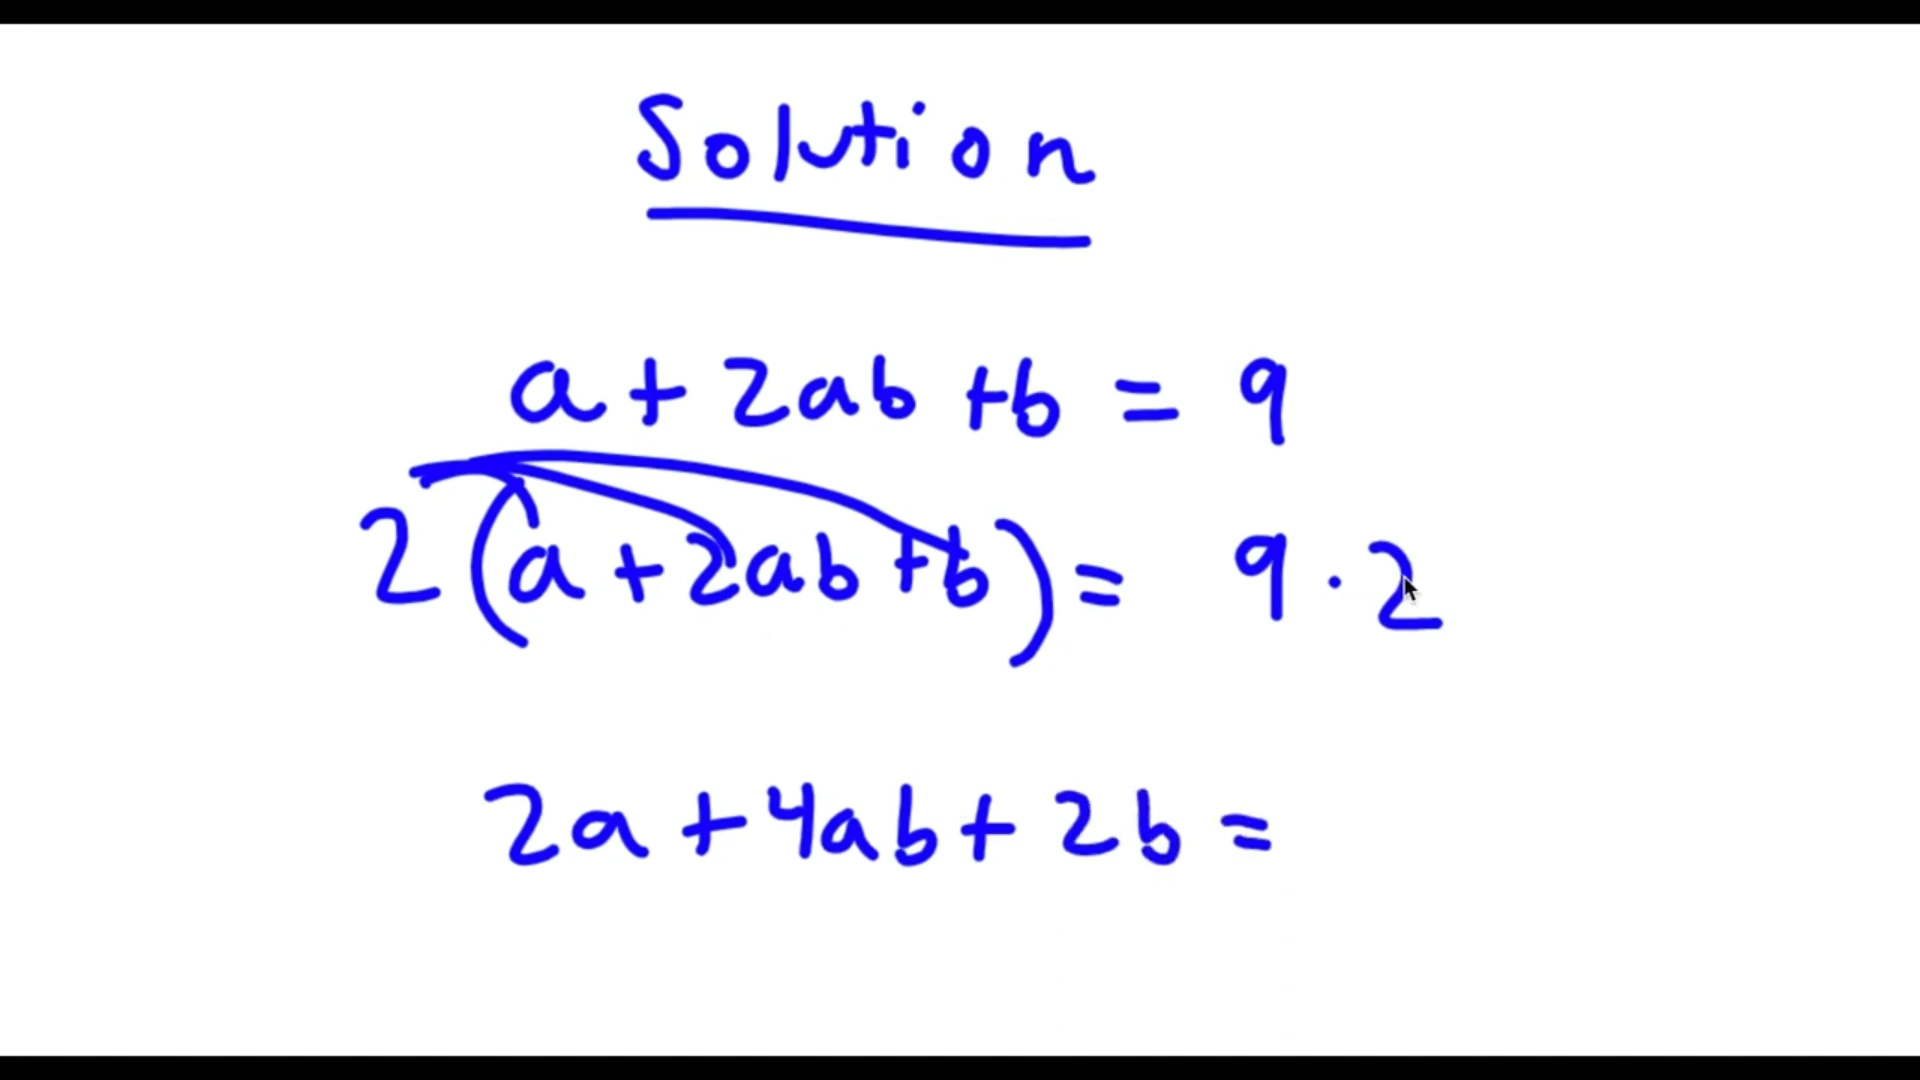 Solution
a + 2ab + b = 9
2(a + 2ab + b) = 9 · 2
2a + 4ab + 2b =